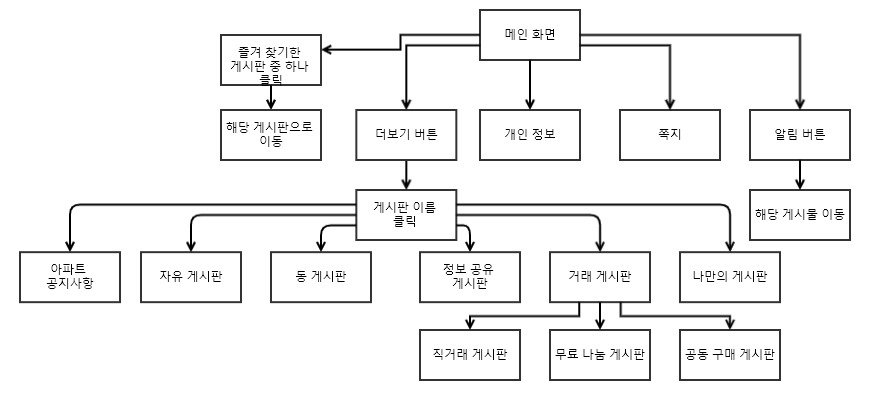 메인 화면
즐겨 찾기한
게시판 중 하나
클릭
해당 게시판으로
이동
더보기 버튼
개인 정보
쪽지
알림 버튼
게시판 이름
클릭
해당 게시물 이동
아파트
공지사항
자유 게시판
동 게시판
정보 공유
게시판
거래 게시판
나만의 게시판
직거래 게시판
무료 나눔 게시판
공동 구매 게시판